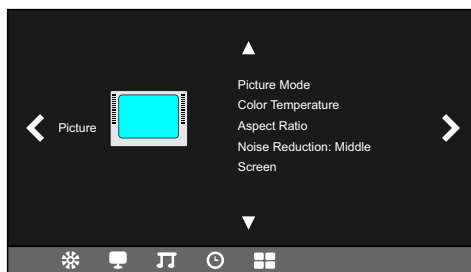 Picture
Picture Mode
Color Temperature
Aspect Ratio
Noise Reduction: Middle
Screen